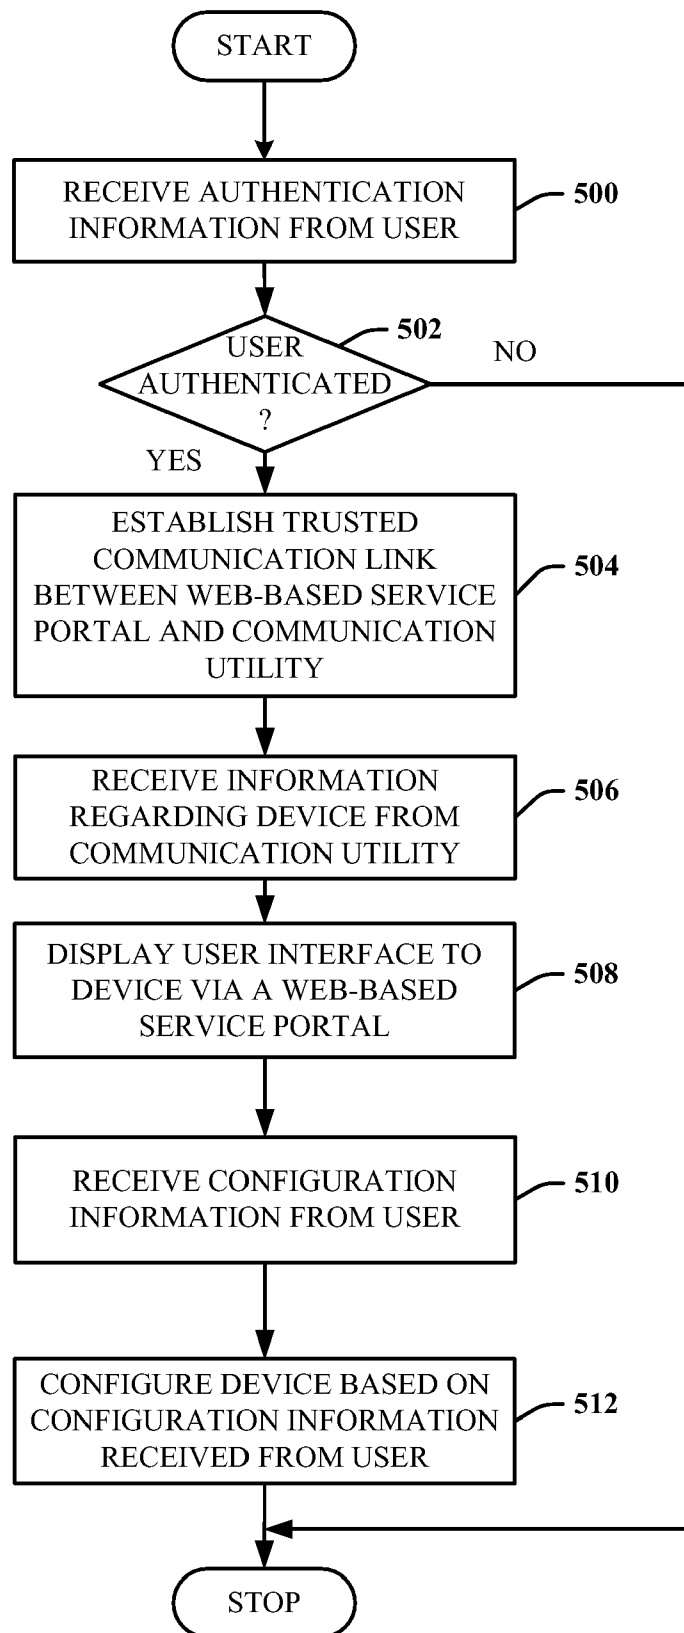 START
RECEIVE AUTHENTICATION
INFORMATION FROM USER
500
502
USER
AUTHENTICATED
?
NO
YES
ESTABLISH TRUSTED
COMMUNICATION LINK
BETWEEN WEB-BASED SERVICE
PORTAL AND COMMUNICATION
UTILITY
504
RECEIVE INFORMATION
REGARDING DEVICE FROM
COMMUNICATION UTILITY
506
DISPLAY USER INTERFACE TO
DEVICE VIA A WEB-BASED
SERVICE PORTAL
508
RECEIVE CONFIGURATION
INFORMATION FROM USER
510
CONFIGURE DEVICE BASED ON
CONFIGURATION INFORMATION
RECEIVED FROM USER
512
STOP